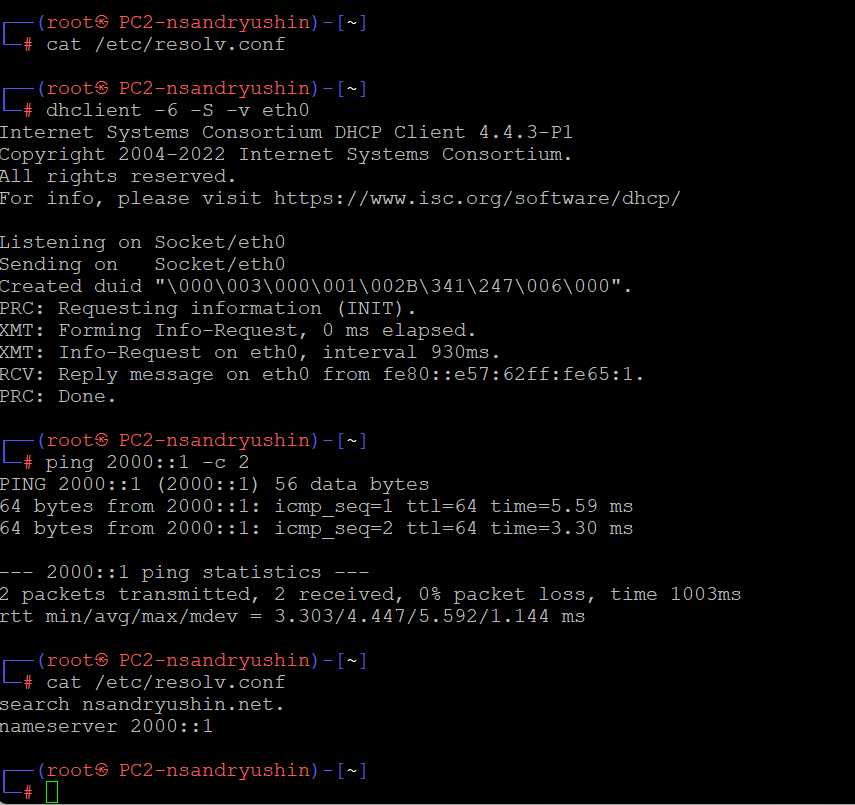 ┌──(root㉿ PC2-nsandryushin)-[~]
└─# cat /etc/resolv.conf
┌──(root㉿ PC2-nsandryushin)-[~]
└─# dhclient -6 -S -v eth0
Internet Systems Consortium DHCP Client 4.4.3-P1
Copyright 2004-2022 Internet Systems Consortium.
All rights reserved.
For info, please visit https://www.isc.org/software/dhcp/
Listening on Socket/eth0
Sending on   Socket/eth0
Created duid "\000\003\000\001\002B\341\247\006\000".
PRC: Requesting information (INIT).
XMT: Forming Info-Request, 0 ms elapsed.
XMT: Info-Request on eth0, interval 930ms.
RCV: Reply message on eth0 from fe80::e57:62ff:fe65:1.
PRC: Done.
┌──(root㉿ PC2-nsandryushin)-[~]
└─# ping 2000::1 -c 2
PING 2000::1 (2000::1) 56 data bytes
64 bytes from 2000::1: icmp_seq=1 ttl=64 time=5.59 ms
64 bytes from 2000::1: icmp_seq=2 ttl=64 time=3.30 ms
--- 2000::1 ping statistics ---
2 packets transmitted, 2 received, 0% packet loss, time 1003ms
rtt min/avg/max/mdev = 3.303/4.447/5.592/1.144 ms
┌──(root㉿ PC2-nsandryushin)-[~]
└─# cat /etc/resolv.conf
search nsandryushin.net.
nameserver 2000::1
┌──(root㉿ PC2-nsandryushin)-[~]
└─#